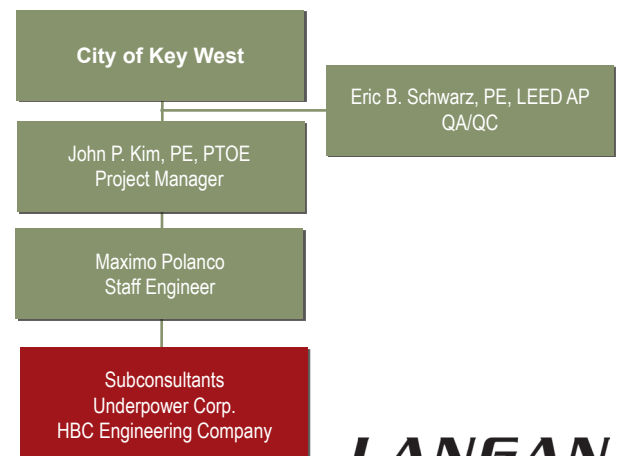 City of Key West
Eric B. Schwarz, PE, LEED AP
QA/QC
John P. Kim, PE, PTOE
Project Manager
Maximo Polanco
Staff Engineer
Subconsultants
Underpower Corp.
HBC Engineering Company
LANGAN